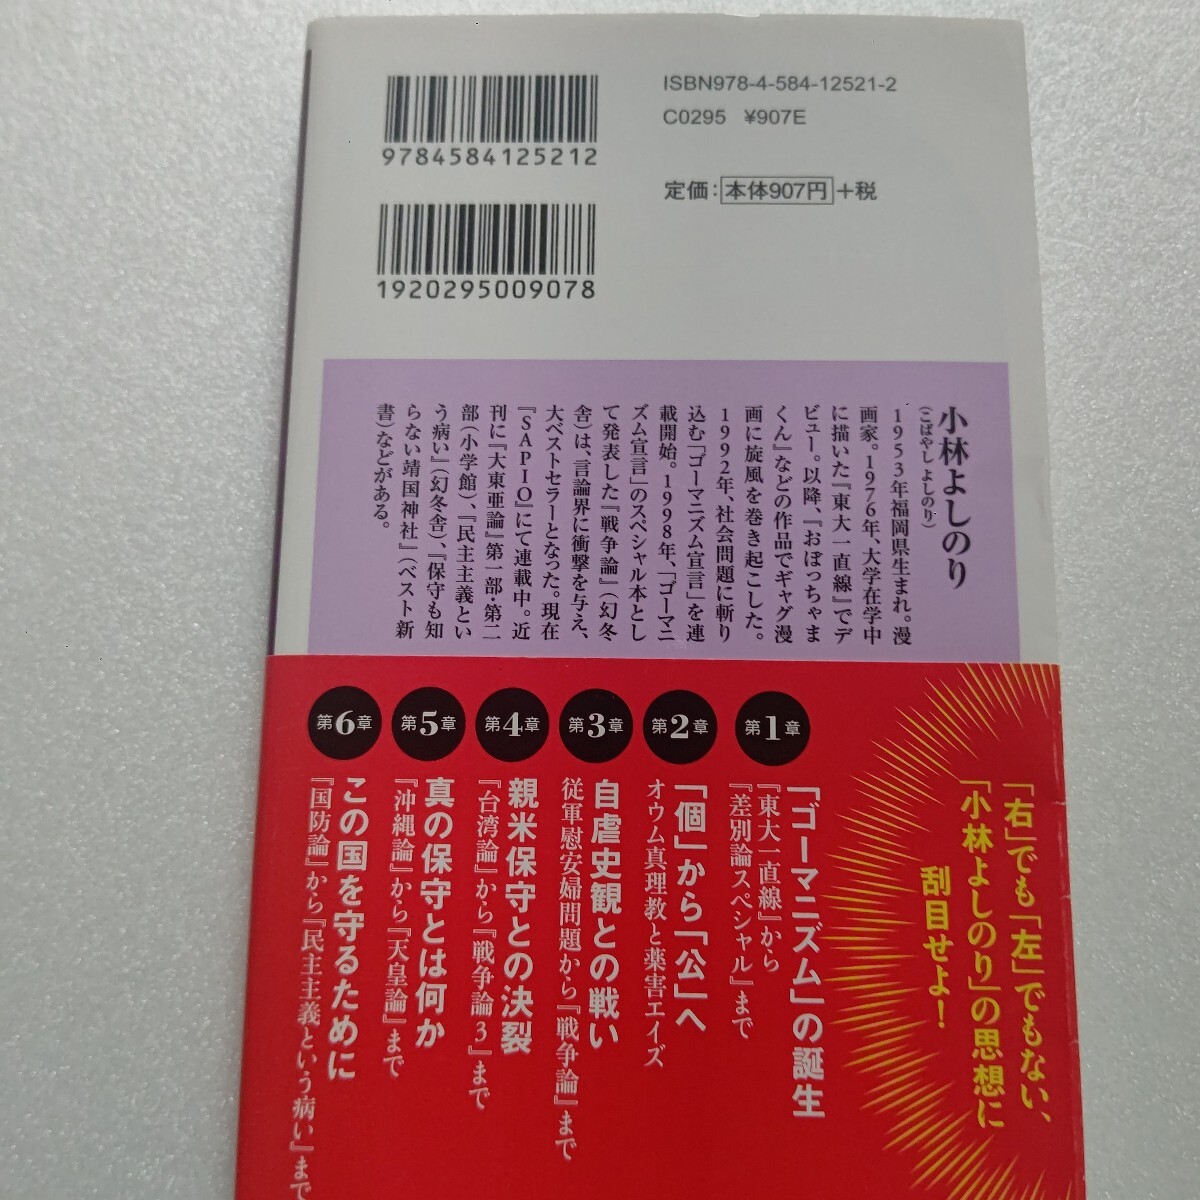 9784584125212
1920295009078
ISBN978-4-584-12521-2
C0295 ¥907E
定価：本体907円＋税
小林よしのり
（こばやし よしのり）
1953年福岡県生まれ。漫
画家。1976年、大学在学中
に描いた『東大一直線』でデ
ビュー。以降、『おぼっちゃま
くん』などの作品でギャグ漫
画に旋風を巻き起こした。
1992年、社会問題に斬り
込む「ゴーマニズム宣言」を連
載開始。1998年、「ゴーマニ
ズム宣言」のスペシャル本とし
て発表した『戦争論』（幻冬
舎）は、言論界に衝撃を与え、
大ベストセラーとなった。現在
『SAPIO』にて連載中。近
刊に『大東亜論』第一部・第二
部（小学館）、『民主主義とい
う病い』（幻冬舎）、『保守も知
らない靖国神社』（ベスト新
書）などがある。
「右」でも「左」でもない、
「小林よしのり」の思想に
刮目せよ！
第1章
「ゴーマニズム」の誕生
『東大一直線』から
『差別論スペシャル』まで
第2章
「個」から「公」へ
オウム真理教と薬害エイズ
第3章
自虐史観との戦い
従軍慰安婦問題から『戦争論』まで
第4章
親米保守との決裂
『台湾論』から『戦争論3』まで
第5章
真の保守とは何か
『沖縄論』から『天皇論』まで
第6章
この国を守るために
『国防論』から『民主主義という病い』まで